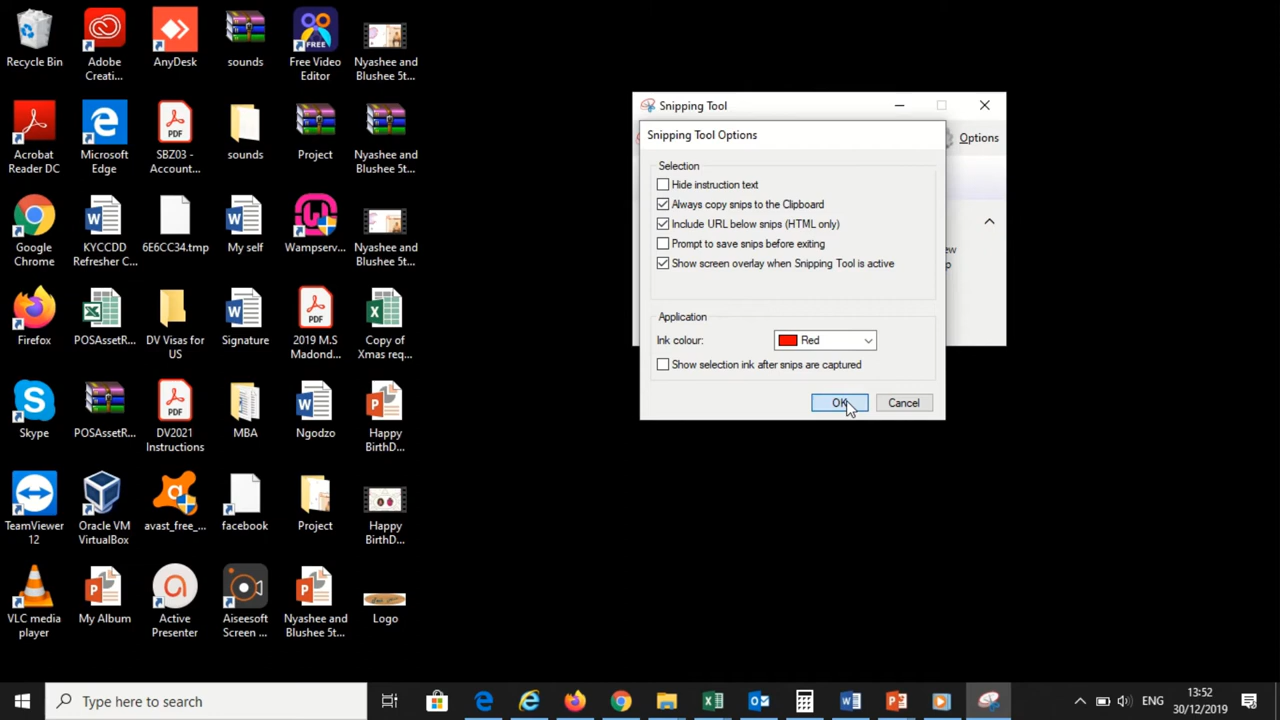 Recycle Bin
Adobe
Creati...
AnyDesk
sounds
FREE
Free Video
Editor
Nyashee and
Blushee 5t...
Acrobat
Reader DC
Microsoft
Edge
PDF
SBZ03 -
Account...
sounds
Project
Nyashee and
Blushee 5t...
Google
Chrome
KYCCDD
Refresher C...
6E6CC34.tmp
My self
Wampserv...
Nyashee and
Blushee 5t...
Firefox
POSAssetR...
DV Visas for
US
Signature
PDF
2019 M.S
Madond...
Copy of
Xmas req...
Skype
POSAssetR...
PDF
DV2021
Instructions
MBA
Ngodzo
Happy
BirthD...
TeamViewer
12
Oracle VM
VirtualBox
avast_free_...
facebook
Project
Happy
BirthD...
VLC media
player
My Album
Active
Presenter
Aiseesoft
Screen ...
Nyashee and
Blushee 5t...
Logo
Snipping Tool
Options
Snipping Tool Options
Selection
Hide instruction text
Always copy snips to the Clipboard
Include URL below snips (HTML only)
Prompt to save snips before exiting
Show screen overlay when Snipping Tool is active
Application
Ink colour:
Red
Show selection ink after snips are captured
OK
Cancel
Type here to search
ENG
13:52
30/12/2019